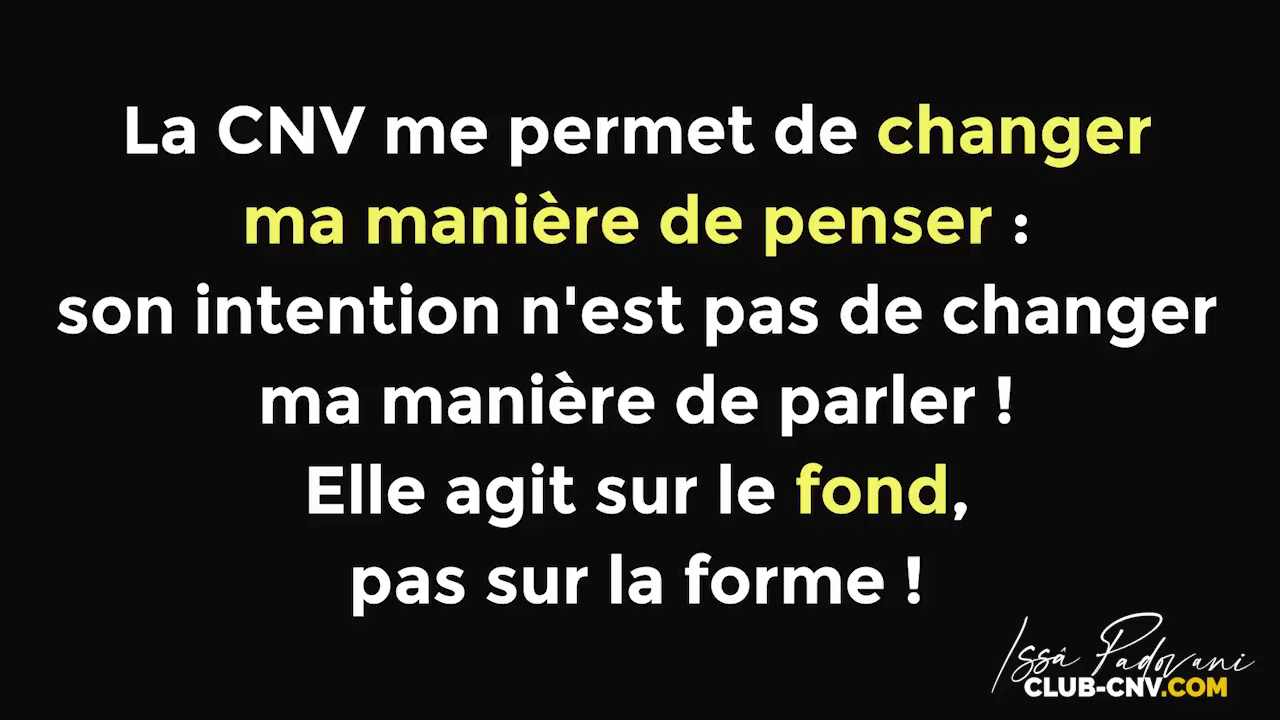 La CNV me permet de changer
ma manière de penser :
son intention n'est pas de changer
ma manière de parler !
Elle agit sur le fond,
pas sur la forme !
Issâ Padovani
CLUB-CNV.COM